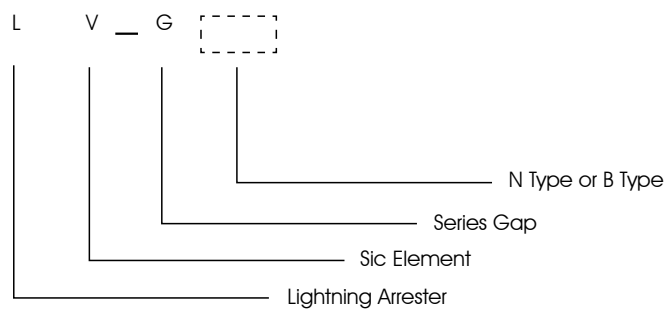 L V _ G
N Type or B Type
Series Gap
Sic Element
Lightning Arrester